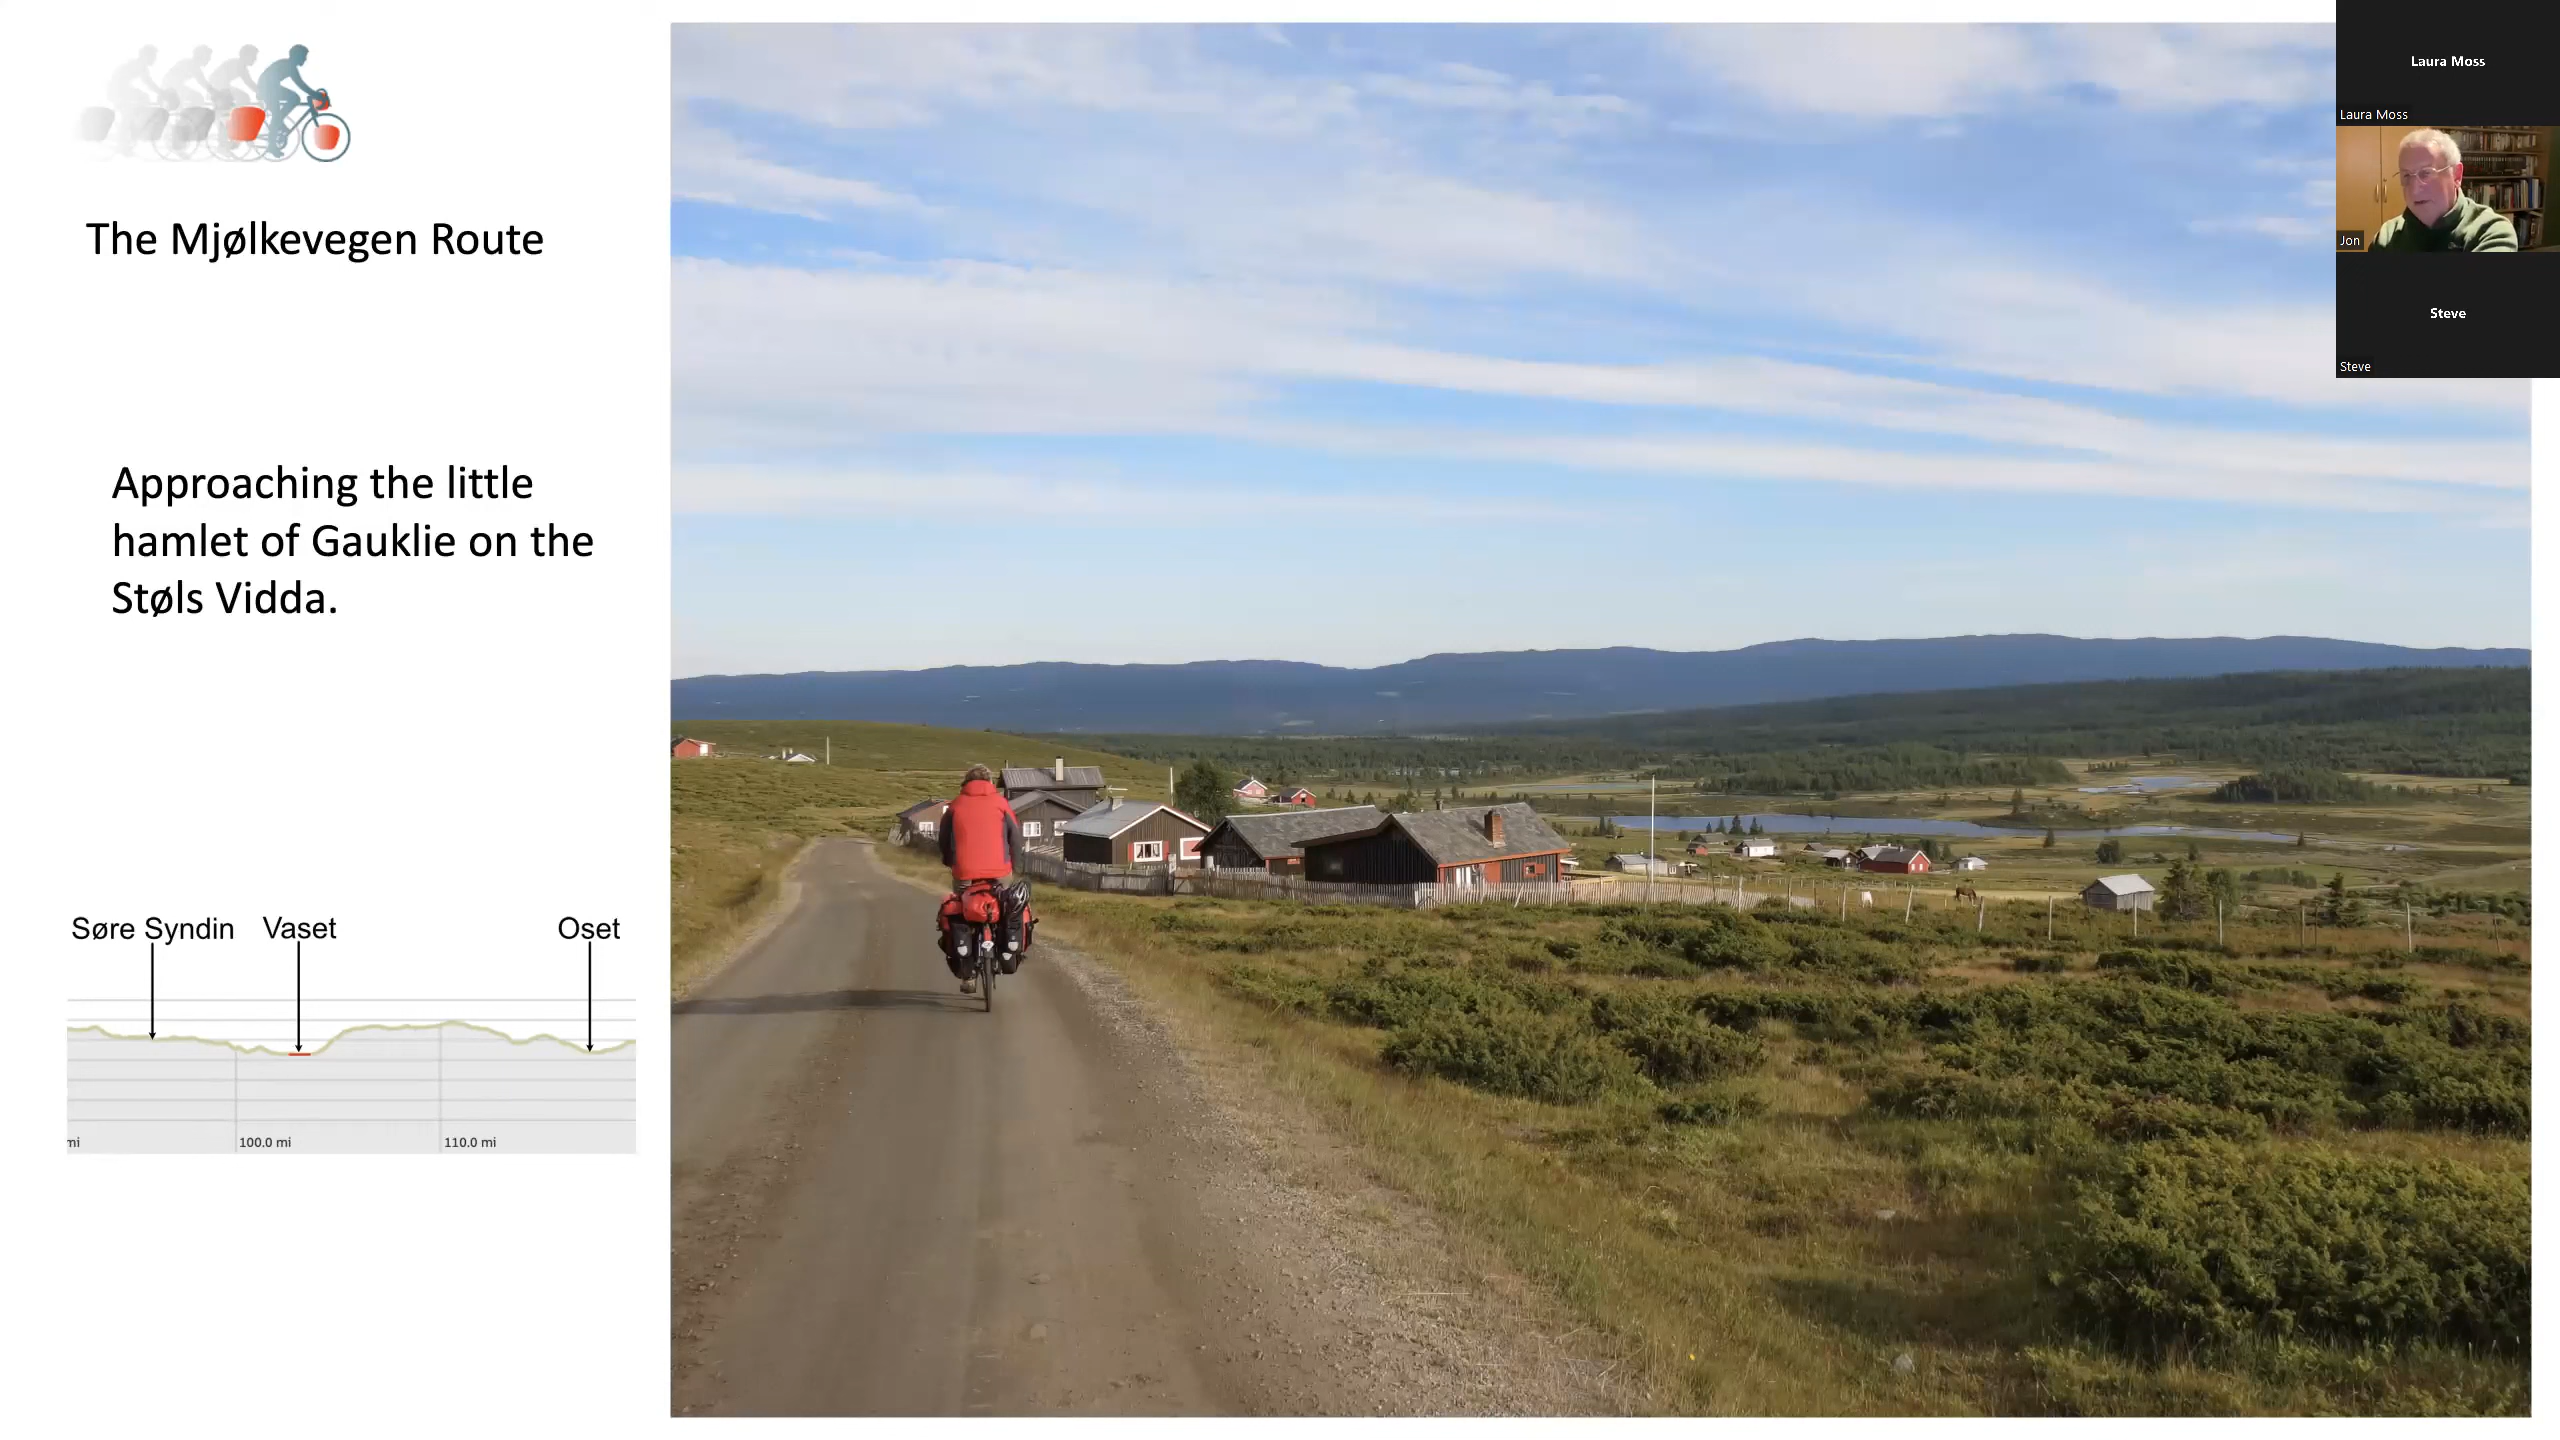 The Mjølkevegen Route
Approaching the little
hamlet of Gauklie on the
Støls Vidda.
Søre Syndin Vaset Oset
mi 100.0 mi 110.0 mi
Laura Moss
Laura Moss
Jon
Steve
Steve